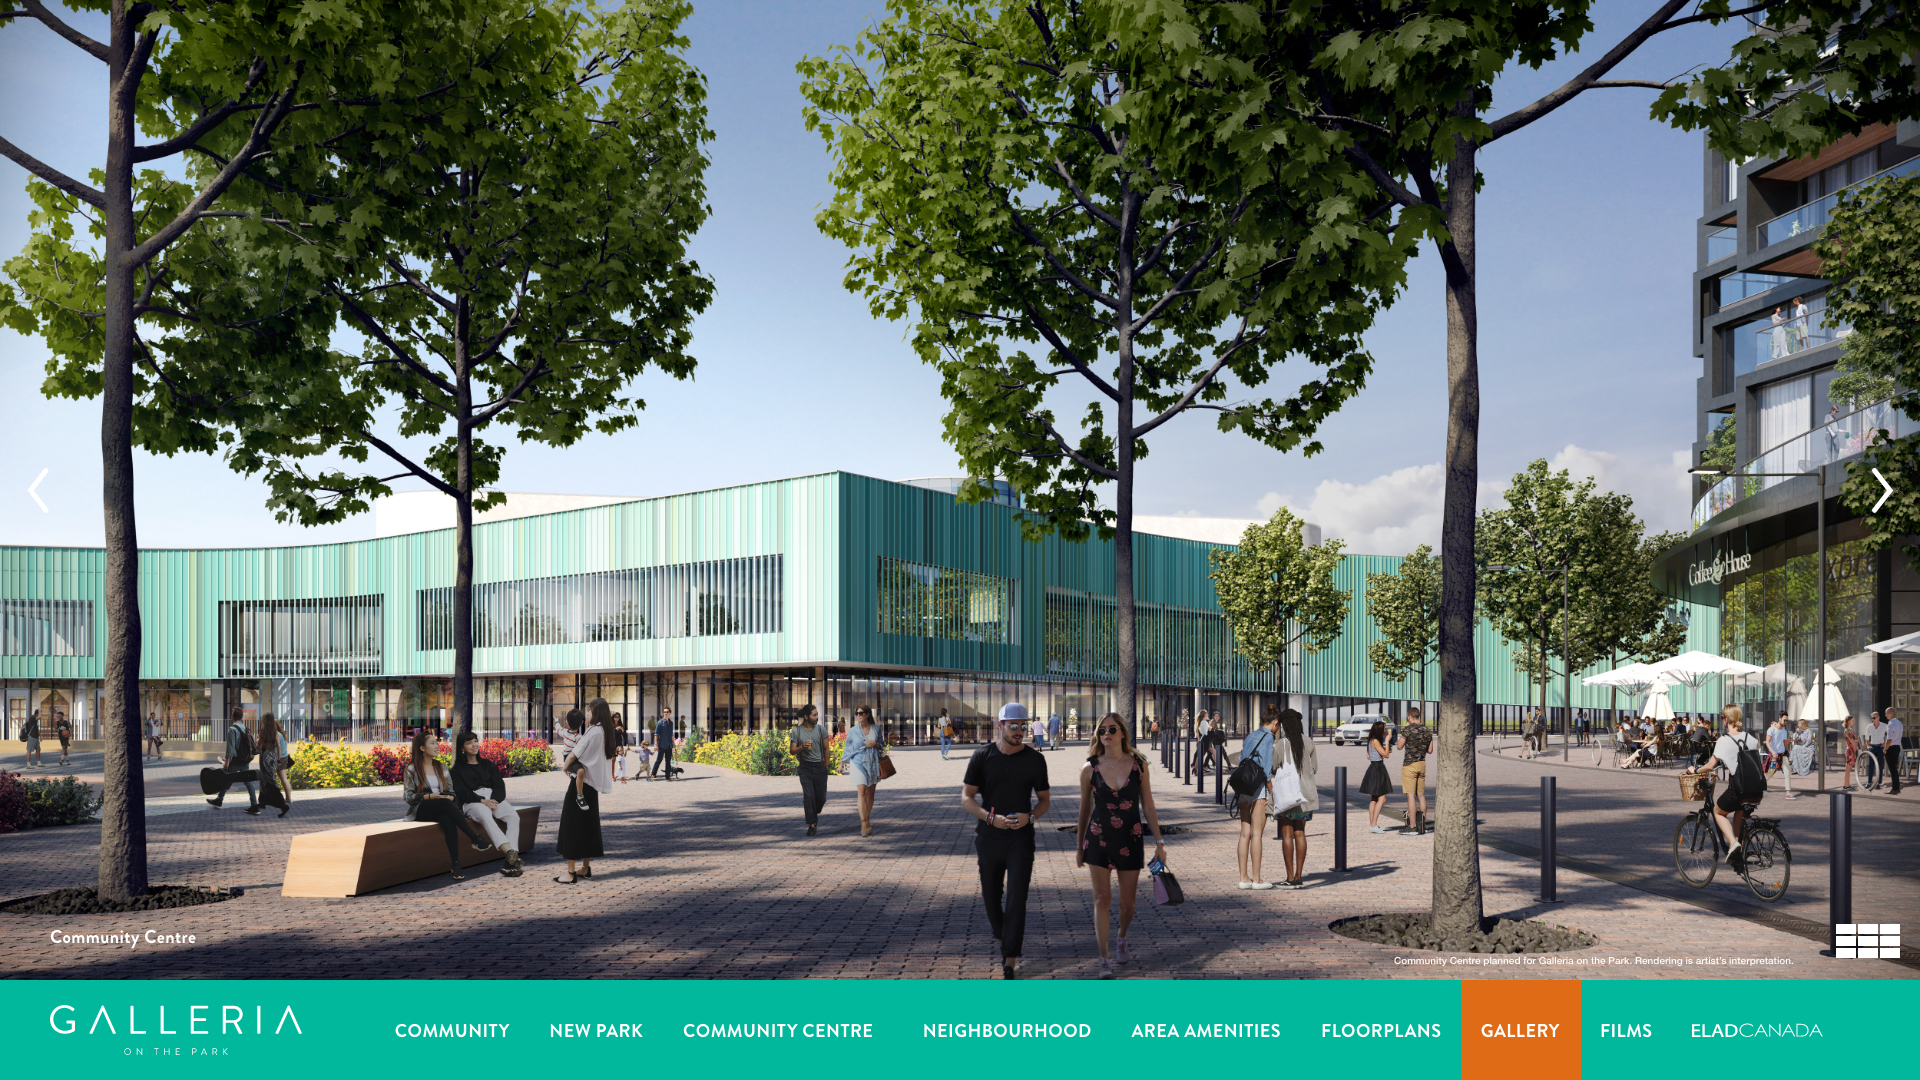 Coffee & House
Community Centre
Community Centre planned for Galleria on the Park. Rendering is artist's interpretation.
GALLERIA
ON THE PARK
COMMUNITY
NEW PARK
COMMUNITY CENTRE
NEIGHBOURHOOD
AREA AMENITIES
FLOORPLANS
GALLERY
FILMS
ELADCANADA